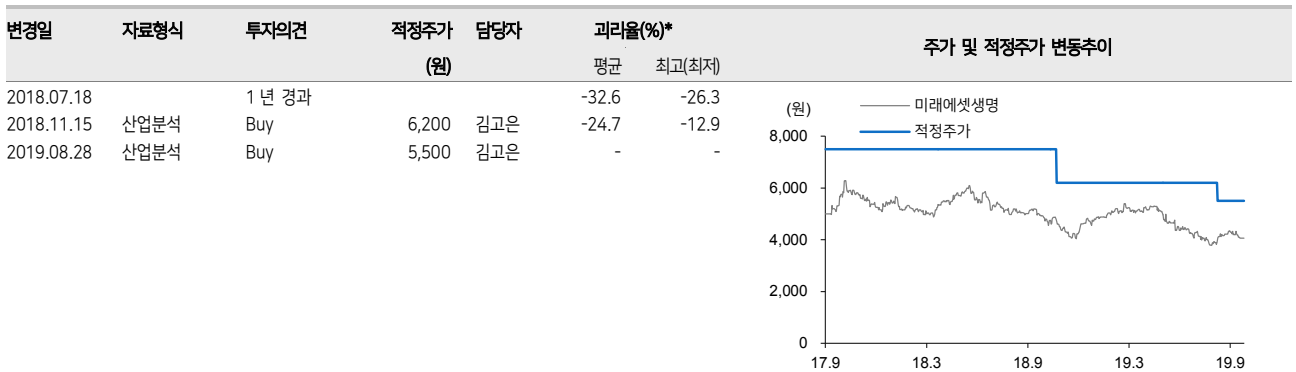 변경일 자료형식 투자의견 적정주가 담당자 괴리율(%)* 주가 및 적정주가 변동추이
(원) 평균 최고(최저)
2018.07.18 1년 경과 -32.6 -26.3
2018.11.15 산업분석 Buy 6,200 김고은 -24.7 -12.9
2019.08.28 산업분석 Buy 5,500 김고은 - -
(원)
미래에셋생명
적정주가
8,000
6,000
4,000
2,000
0
17.9 18.3 18.9 19.3 19.9